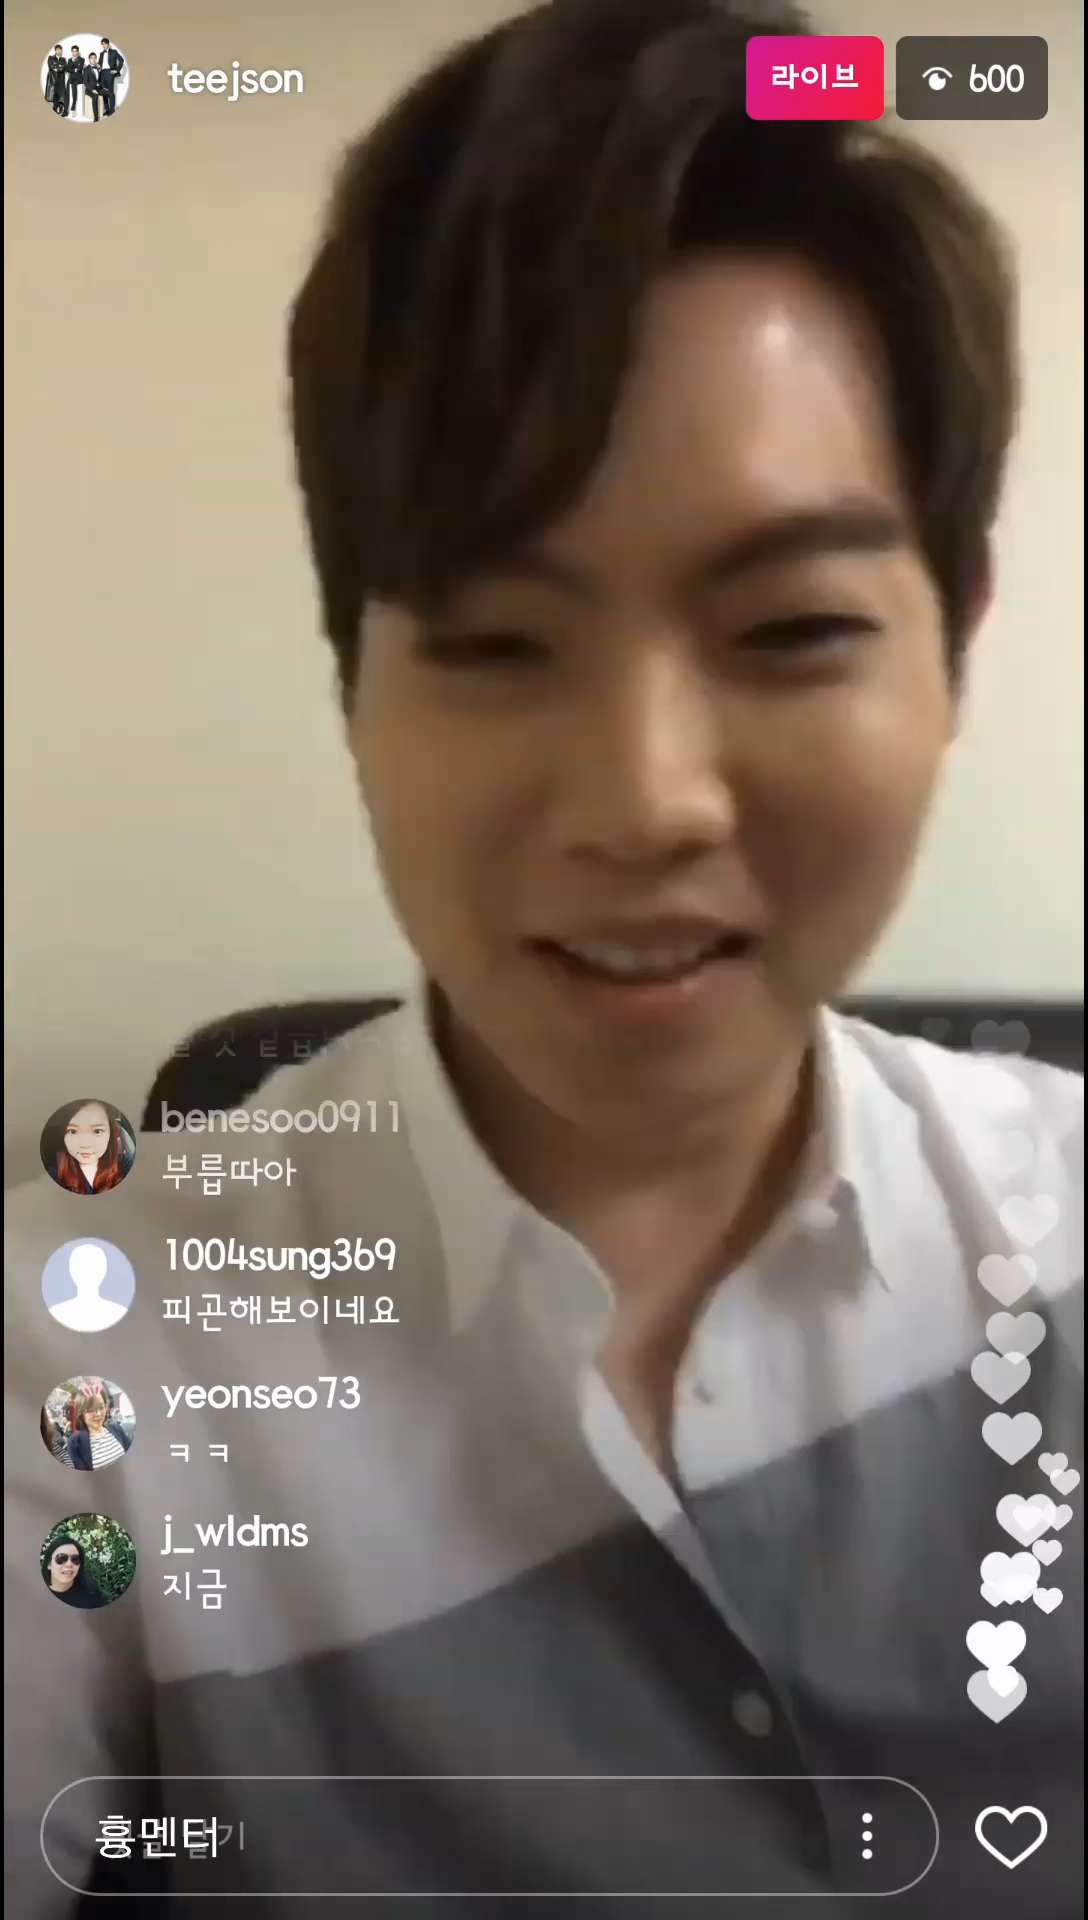 teejson
라이브
600
benesoo0911
부릅따아
1004sung369
피곤해보이네요
yeonseo73
ㅋㅋ
j_wldms
지금
흉멘터